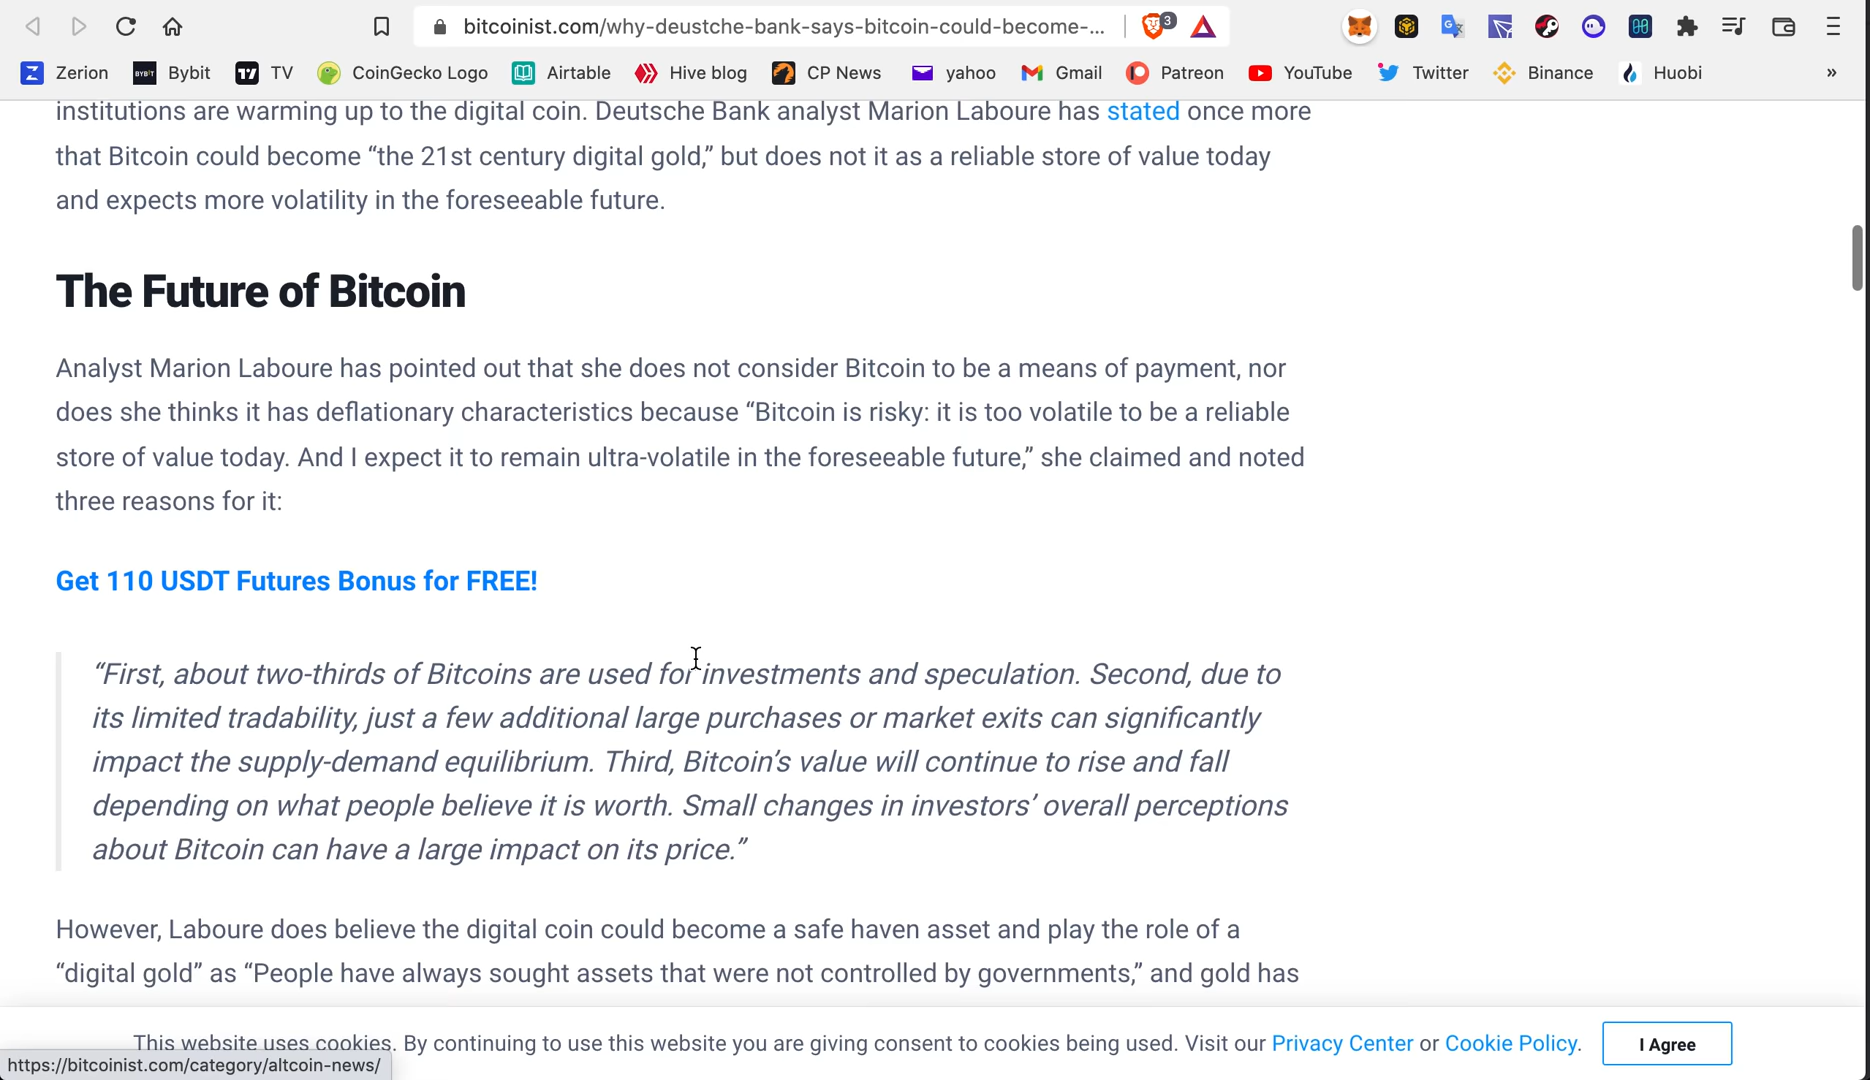 bitcoinist.com/why-deustche-bank-says-bitcoin-could-become-... 3
Zerion BYBIT Bybit TV CoinGecko Logo Airtable Hive blog CP News yahoo Gmail Patreon YouTube Twitter Binance Huobi »
institutions are warming up to the digital coin. Deutsche Bank analyst Marion Laboure has stated once more
that Bitcoin could become “the 21st century digital gold,” but does not it as a reliable store of value today
and expects more volatility in the foreseeable future.
The Future of Bitcoin
Analyst Marion Laboure has pointed out that she does not consider Bitcoin to be a means of payment, nor
does she thinks it has deflationary characteristics because “Bitcoin is risky: it is too volatile to be a reliable
store of value today. And I expect it to remain ultra-volatile in the foreseeable future,” she claimed and noted
three reasons for it:
Get 110 USDT Futures Bonus for FREE!
“First, about two-thirds of Bitcoins are used for investments and speculation. Second, due to
its limited tradability, just a few additional large purchases or market exits can significantly
impact the supply-demand equilibrium. Third, Bitcoin’s value will continue to rise and fall
depending on what people believe it is worth. Small changes in investors’ overall perceptions
about Bitcoin can have a large impact on its price.”
However, Laboure does believe the digital coin could become a safe haven asset and play the role of a
“digital gold” as “People have always sought assets that were not controlled by governments,” and gold has
This website uses cookies. By continuing to use this website you are giving consent to cookies being used. Visit our Privacy Center or Cookie Policy. I Agree
https://bitcoinist.com/category/altcoin-news/